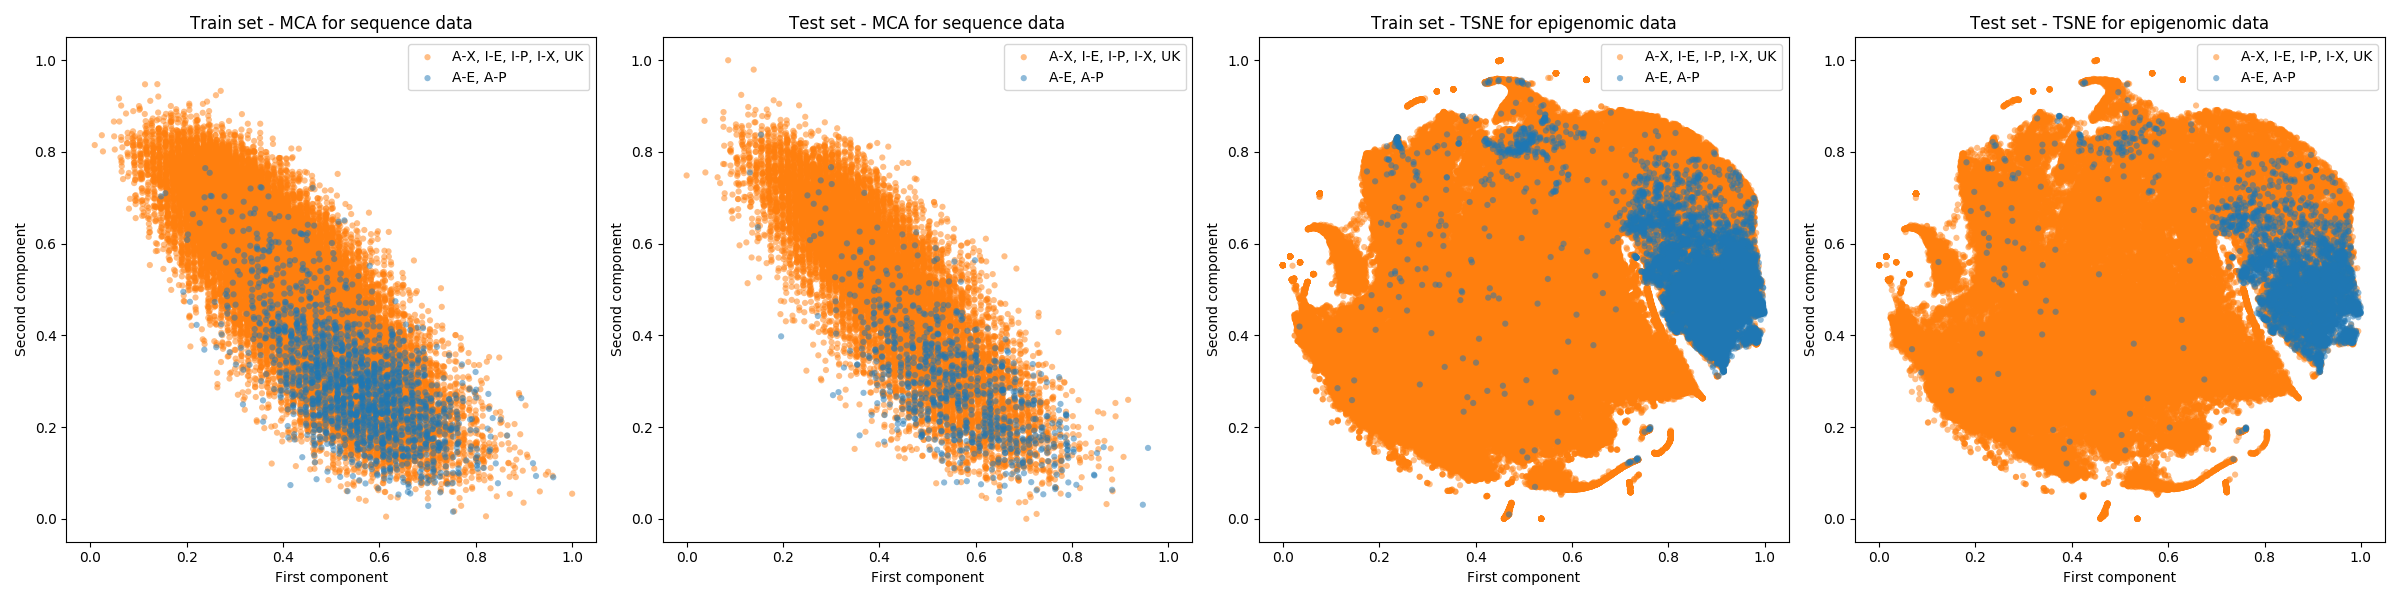 Train set - MCA for sequence data
A-X, I-E, I-P, I-X, UK
A-E, A-P
1.0
0.8
0.6
0.4
0.2
0.0
Second component
0.0 0.2 0.4 0.6 0.8 1.0
First component
Test set - MCA for sequence data
A-X, I-E, I-P, I-X, UK
A-E, A-P
1.0
0.8
0.6
0.4
0.2
0.0
Second component
0.0 0.2 0.4 0.6 0.8 1.0
First component
Train set - TSNE for epigenomic data
A-X, I-E, I-P, I-X, UK
A-E, A-P
1.0
0.8
0.6
0.4
0.2
0.0
Second component
0.0 0.2 0.4 0.6 0.8 1.0
First component
Test set - TSNE for epigenomic data
A-X, I-E, I-P, I-X, UK
A-E, A-P
1.0
0.8
0.6
0.4
0.2
0.0
Second component
0.0 0.2 0.4 0.6 0.8 1.0
First component